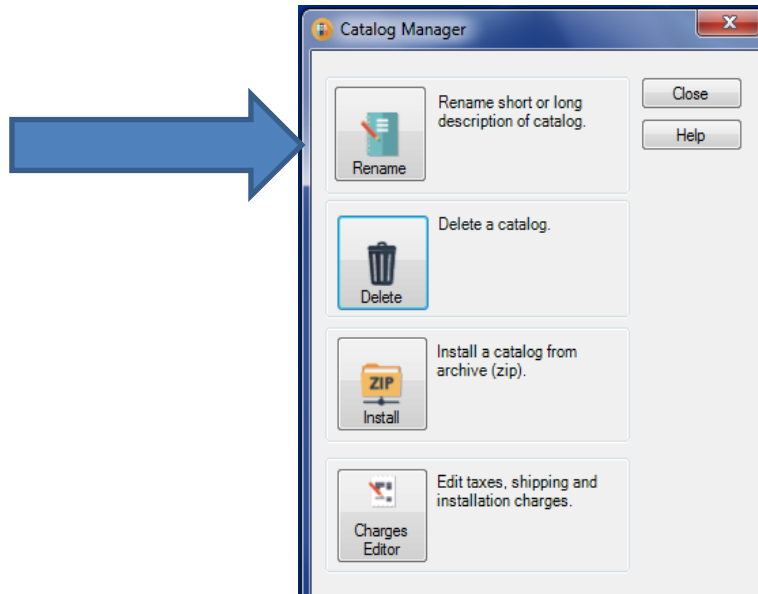 Catalog Manager
Rename short or long
description of catalog.
Rename
Close
Help
Delete a catalog.
Delete
Install a catalog from
archive (zip).
ZIP
Install
Edit taxes, shipping and
installation charges.
Charges
Editor